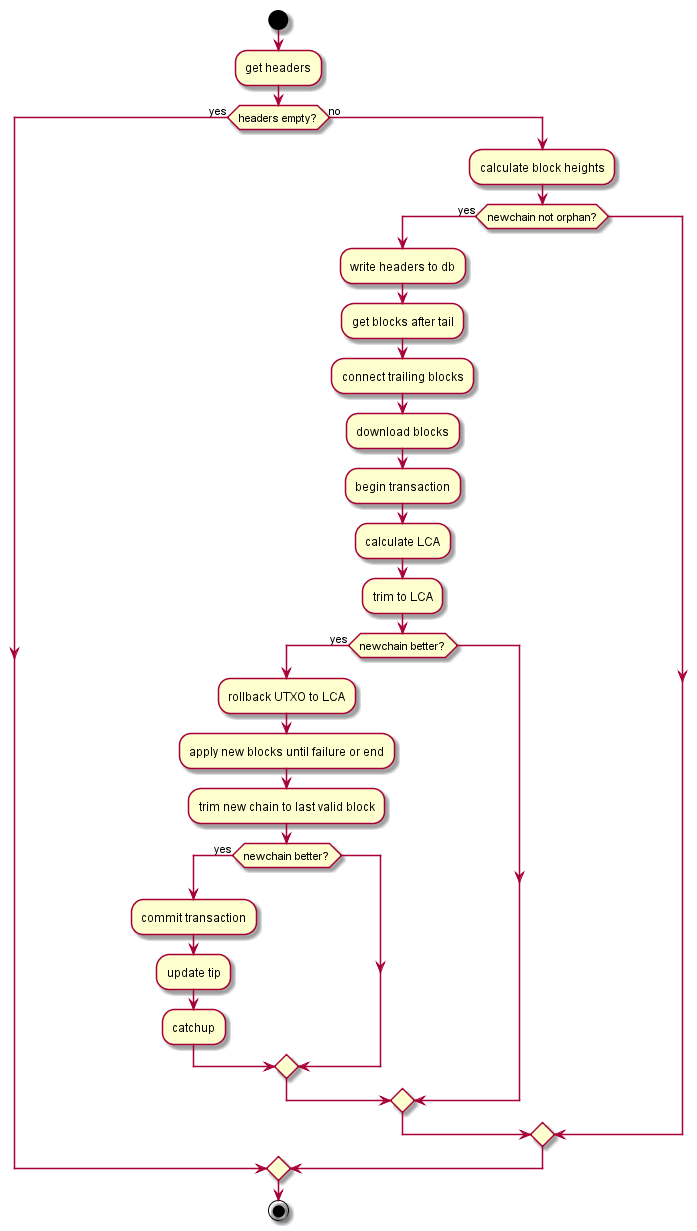 get headers
yes
headers empty?
no
calculate block heights
yes
newchain not orphan?
write headers to db
get blocks after tail
connect trailing blocks
download blocks
begin transaction
calculate LCA
trim to LCA
yes
newchain better?
rollback UTXO to LCA
apply new blocks until failure or end
trim new chain to last valid block
yes
newchain better?
commit transaction
update tip
catchup